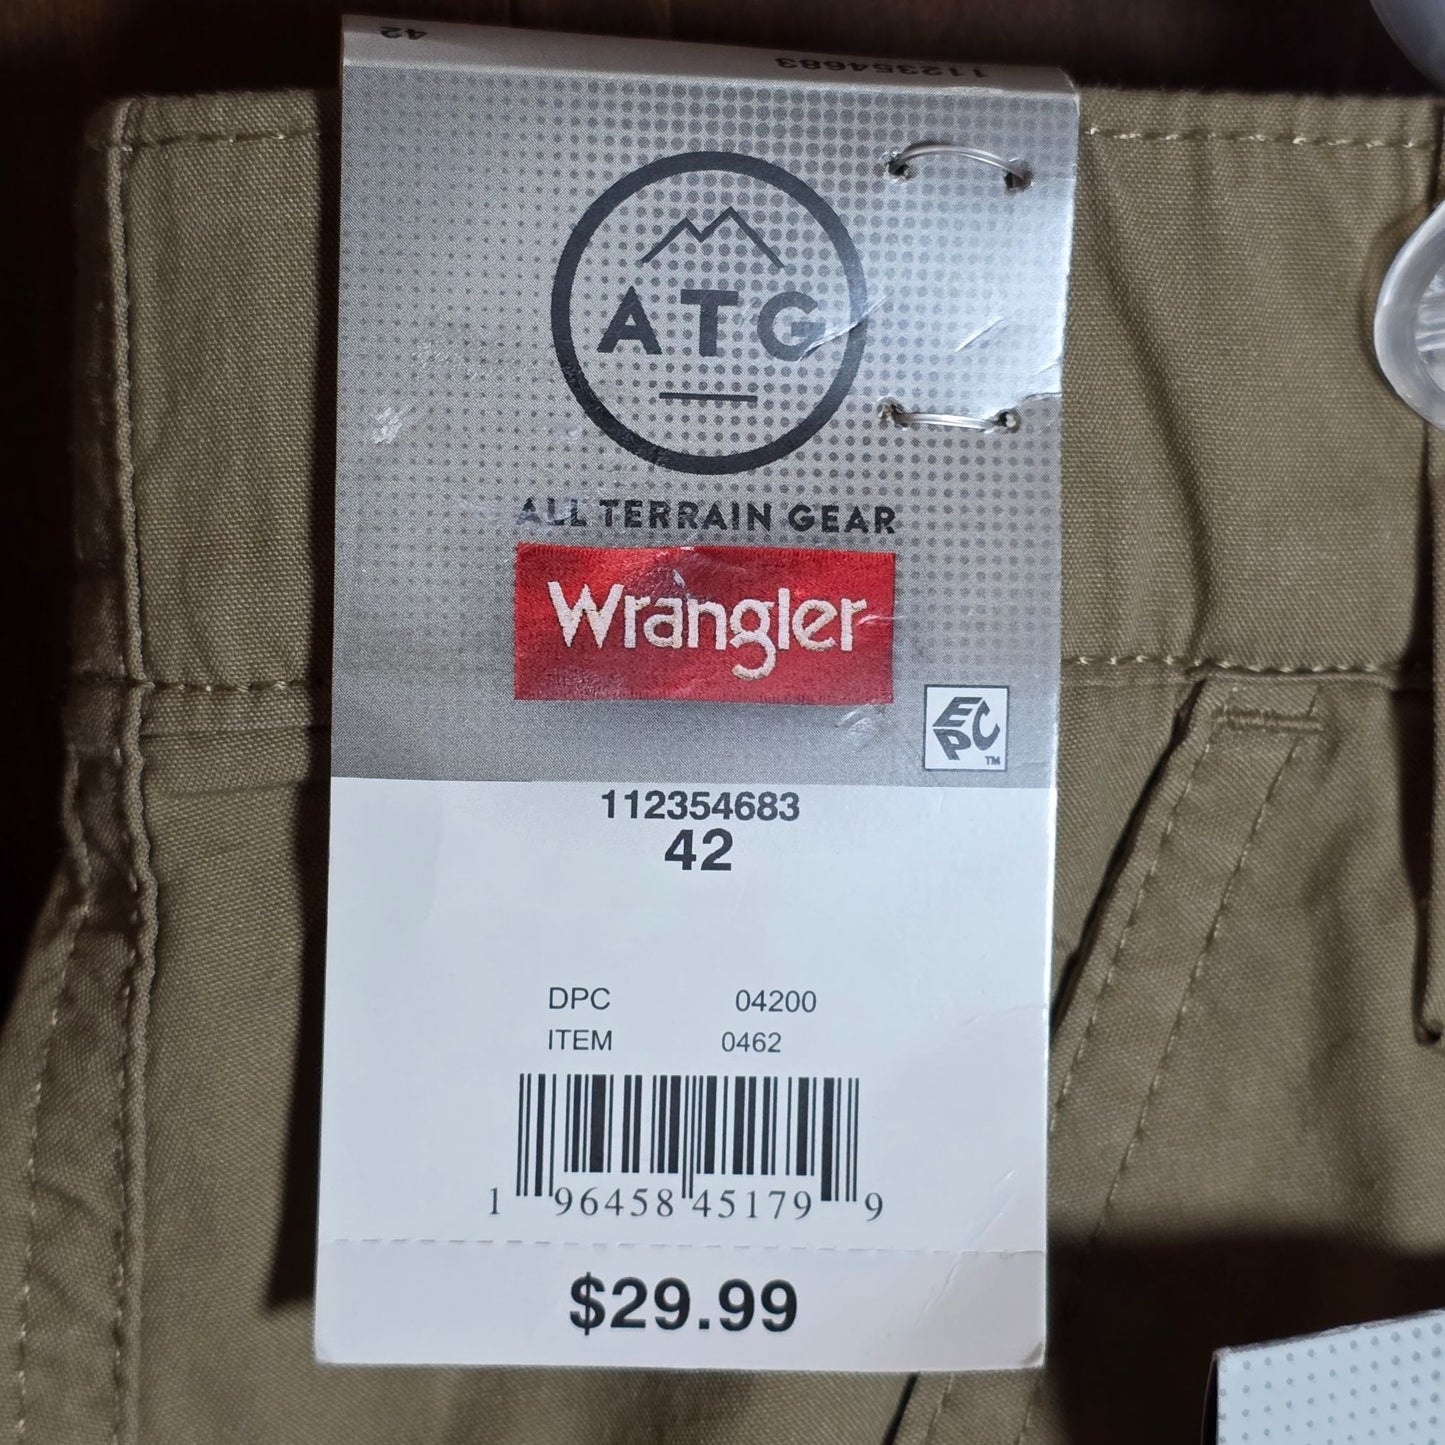 42 112354683
ATG
ALL TERRAIN GEAR
Wrangler
EPC™
112354683
42
DPC 04200
ITEM 0462
1 96458 45179 9
$29.99